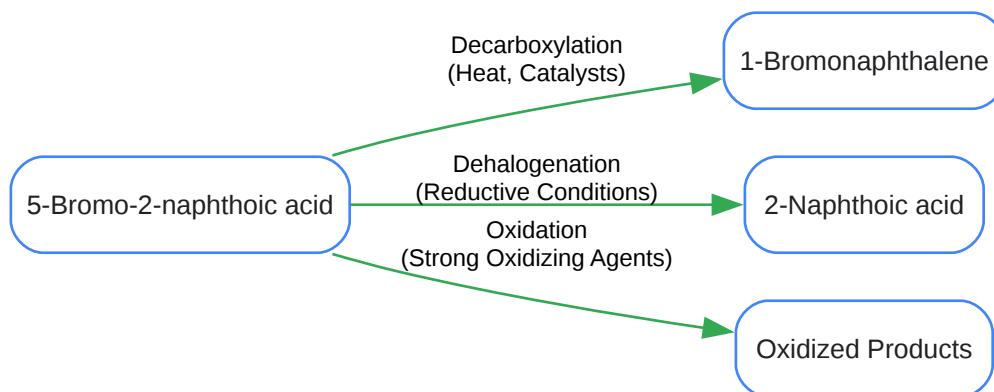 Decarboxylation
(Heat, Catalysts)
1-Bromonaphthalene
5-Bromo-2-naphthoic acid
Dehalogenation
(Reductive Conditions)
2-Naphthoic acid
Oxidation
(Strong Oxidizing Agents)
Oxidized Products